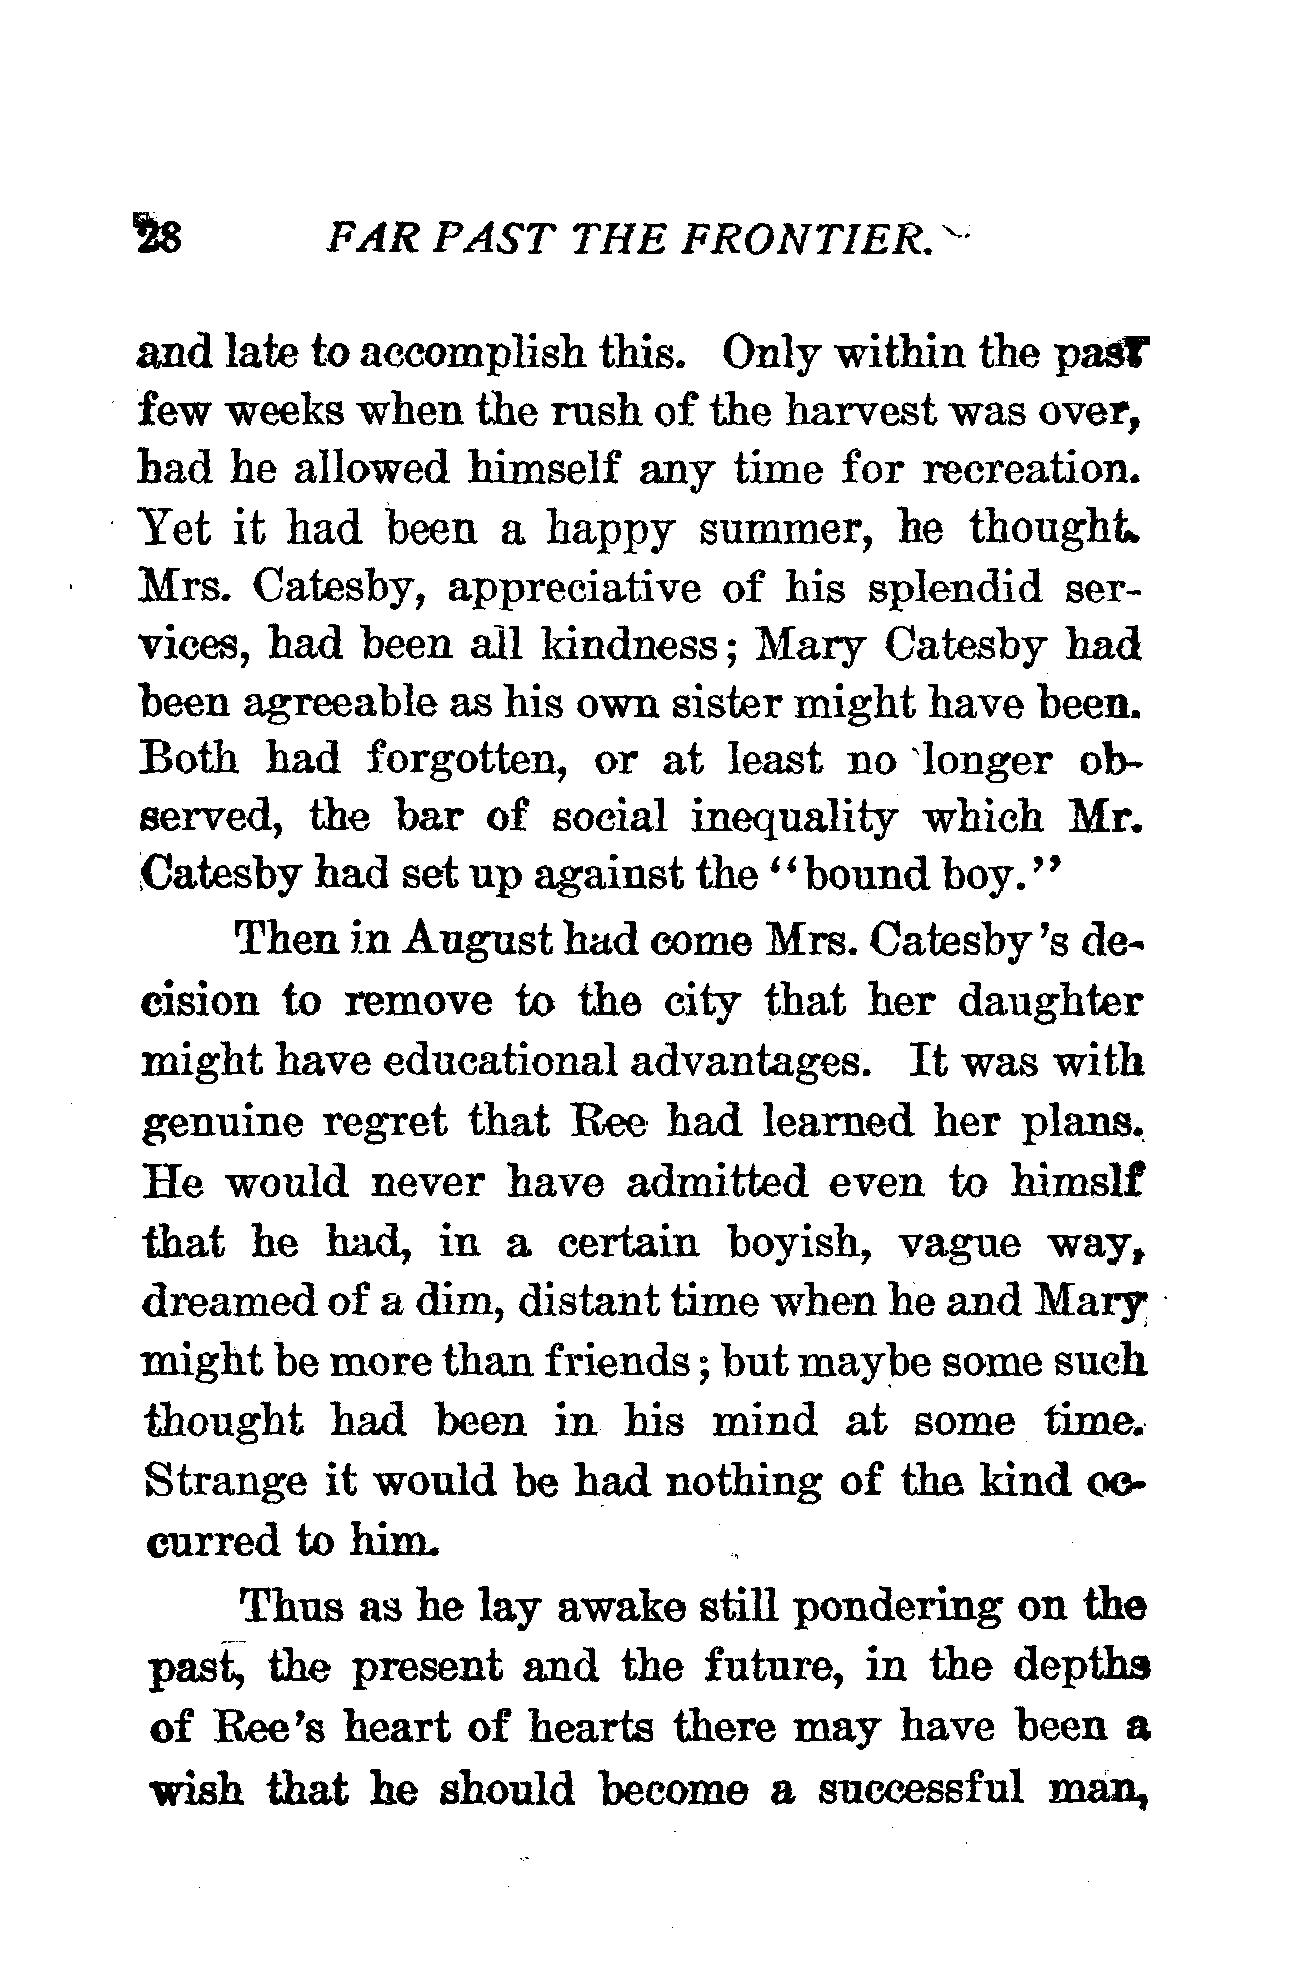 28 FAR PAST THE FRONTIER.
and late to accomplish this. Only within the past
few weeks when the rush of the harvest was over,
had he allowed himself any time for recreation.
Yet it had been a happy summer, he thought.
Mrs. Catesby, appreciative of his splendid ser-
vices, had been all kindness; Mary Catesby had
been agreeable as his own sister might have been.
Both had forgotten, or at least no longer ob-
served, the bar of social inequality which Mr.
Catesby had set up against the "bound boy."
Then in August had come Mrs. Catesby's de-
cision to remove to the city that her daughter
might have educational advantages. It was with
genuine regret that Ree had learned her plans.
He would never have admitted even to himslf
that he had, in a certain boyish, vague way,
dreamed of a dim, distant time when he and Mary
might be more than friends; but maybe some such
thought had been in his mind at some time.
Strange it would be had nothing of the kind oc-
curred to him.
Thus as he lay awake still pondering on the
past, the present and the future, in the depths
of Ree's heart of hearts there may have been a
wish that he should become a successful man,